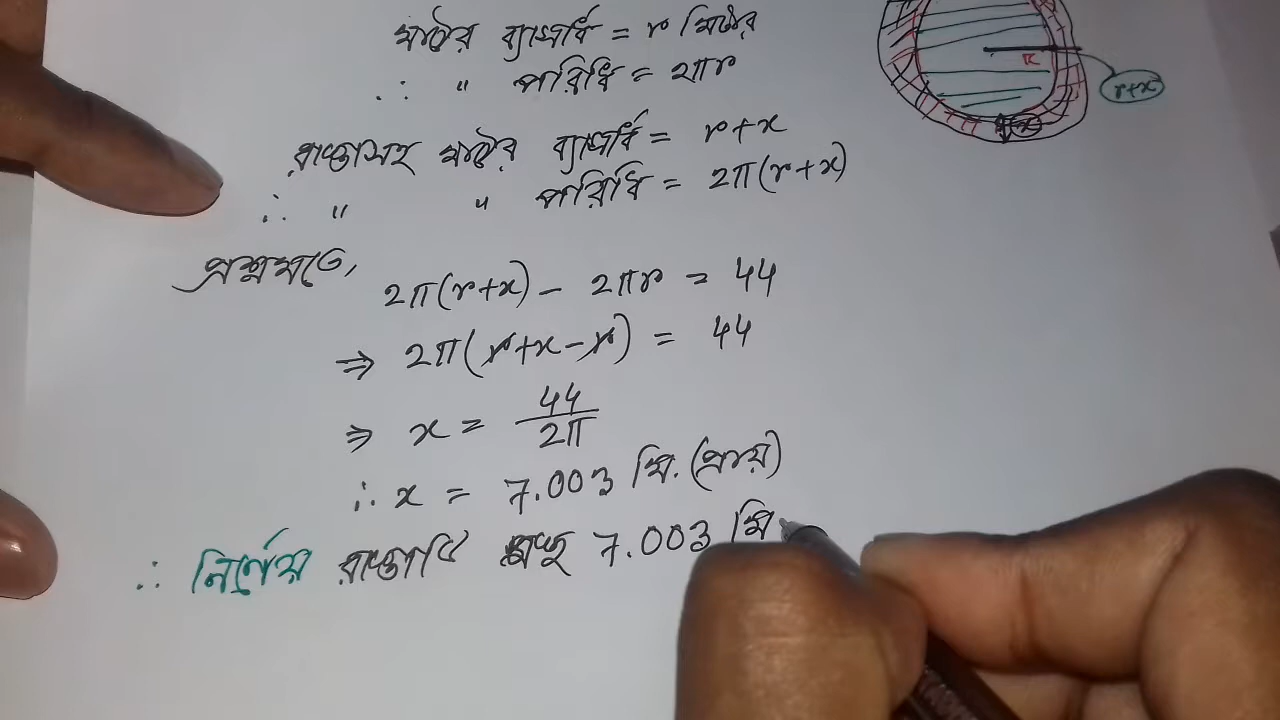 মাঠের ব্যাসার্ধ = r মিটার
∴ " পরিধি = 2πr
রাস্তাসহ মাঠের ব্যাসার্ধ = r+x
∴ " " পরিধি = 2π(r+x)
প্রশ্নমতে,
2π(r+x) - 2πr = 44
⇒ 2π(r+x-r) = 44
⇒ x = 44/2π
∴ x = 7.003 মি. (প্রায়)
∴ নির্ণেয় রাস্তাটি 7.003 মি
r
r+x
x